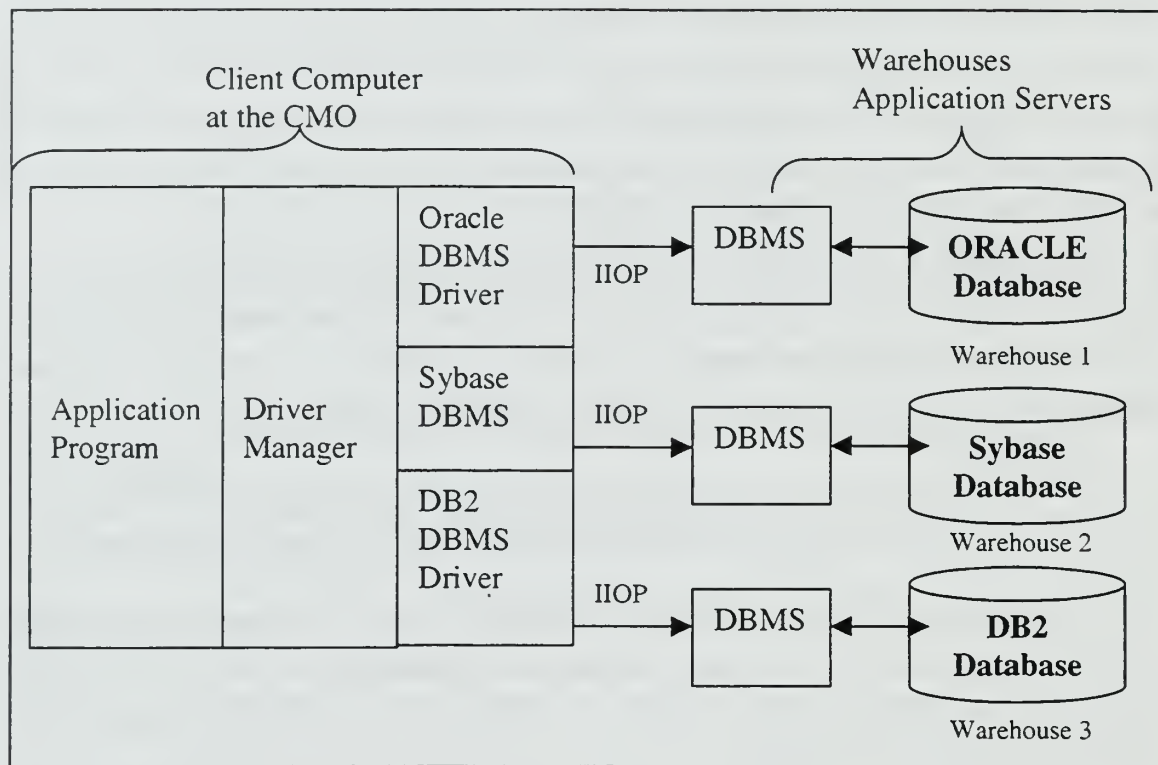 Client Computer
at the CMO
Warehouses
Application Servers
Application
Program
Driver
Manager
Oracle
DBMS
Driver
Sybase
DBMS
DB2
DBMS
Driver
IIOP
IIOP
IIOP
DBMS
DBMS
DBMS
ORACLE
Database
Warehouse 1
Sybase
Database
Warehouse 2
DB2
Database
Warehouse 3